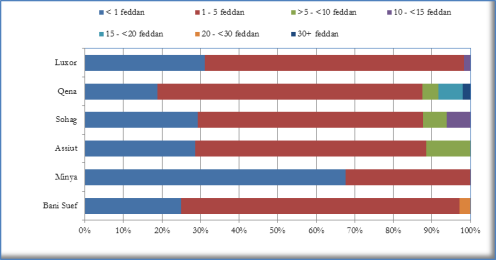 < 1 feddan 1 - 5 feddan >5 - <10 feddan 10 - <15 feddan
15 - <20 feddan 20 - <30 feddan 30+ feddan
Luxor
Qena
Sohag
Assiut
Minya
Bani Suef
0% 10% 20% 30% 40% 50% 60% 70% 80% 90% 100%